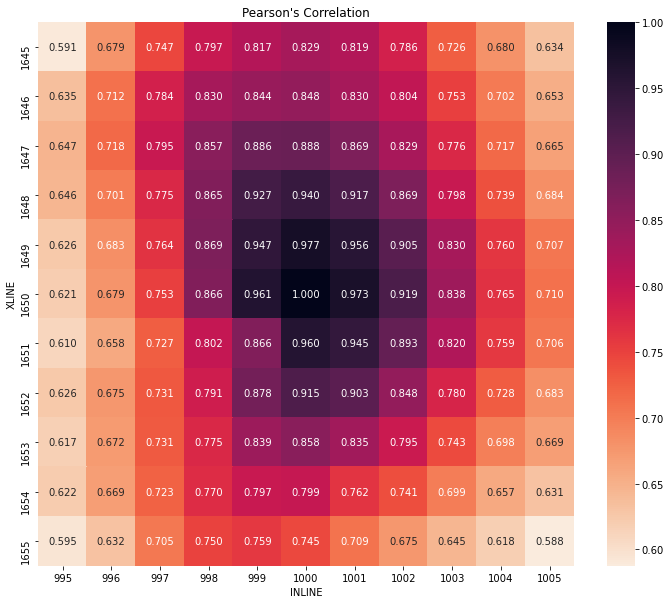 Pearson's Correlation
1645 0.591 0.679 0.747 0.797 0.817 0.829 0.819 0.786 0.726 0.680 0.634
1646 0.635 0.712 0.784 0.830 0.844 0.848 0.830 0.804 0.753 0.702 0.653
1647 0.647 0.718 0.795 0.857 0.886 0.888 0.869 0.829 0.776 0.717 0.665
1648 0.646 0.701 0.775 0.865 0.927 0.940 0.917 0.869 0.798 0.739 0.684
1649 0.626 0.683 0.764 0.869 0.947 0.977 0.956 0.905 0.830 0.760 0.707
1650 0.621 0.679 0.753 0.866 0.961 1.000 0.973 0.919 0.838 0.765 0.710
1651 0.610 0.658 0.727 0.802 0.866 0.960 0.945 0.893 0.820 0.759 0.706
1652 0.626 0.675 0.731 0.791 0.878 0.915 0.903 0.848 0.780 0.728 0.683
1653 0.617 0.672 0.731 0.775 0.839 0.858 0.835 0.795 0.743 0.698 0.669
1654 0.622 0.669 0.723 0.770 0.797 0.799 0.762 0.741 0.699 0.657 0.631
1655 0.595 0.632 0.705 0.750 0.759 0.745 0.709 0.675 0.645 0.618 0.588
995 996 997 998 999 1000 1001 1002 1003 1004 1005
INLINE
XLINE
1.00
0.95
0.90
0.85
0.80
0.75
0.70
0.65
0.60